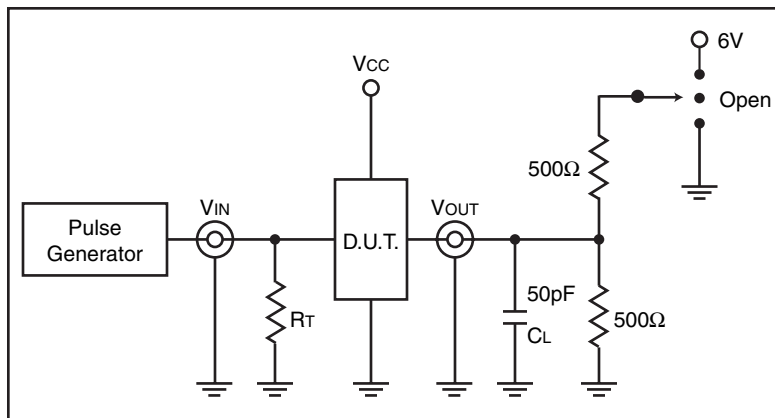 6V
VCC
Open
500Ω
Pulse
Generator
VIN
D.U.T.
VOUT
RT
50pF
CL
500Ω